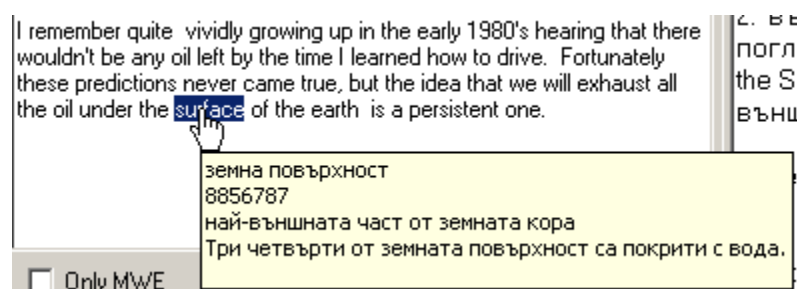 I remember quite  vividly growing up in the early 1980's hearing that there
wouldn't be any oil left by the time I learned how to drive.  Fortunately
these predictions never came true, but the idea that we will exhaust all
the oil under the surface of the earth  is a persistent one.
земна повърхност
8856787
най-външната част от земната кора
Три четвърти от земната повърхност са покрити с вода.
Only MWE
2.
the